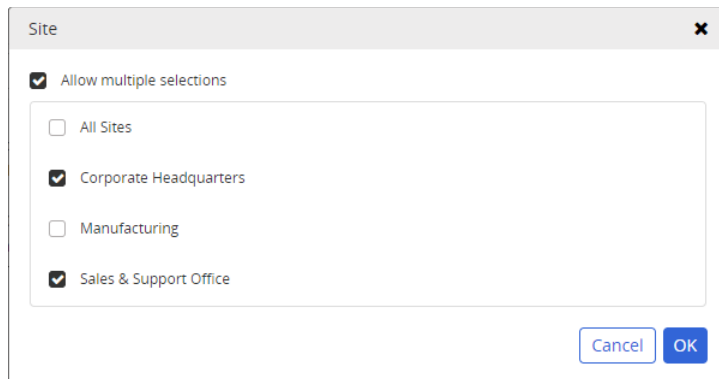 Site
Allow multiple selections
All Sites
Corporate Headquarters
Manufacturing
Sales & Support Office
Cancel OK